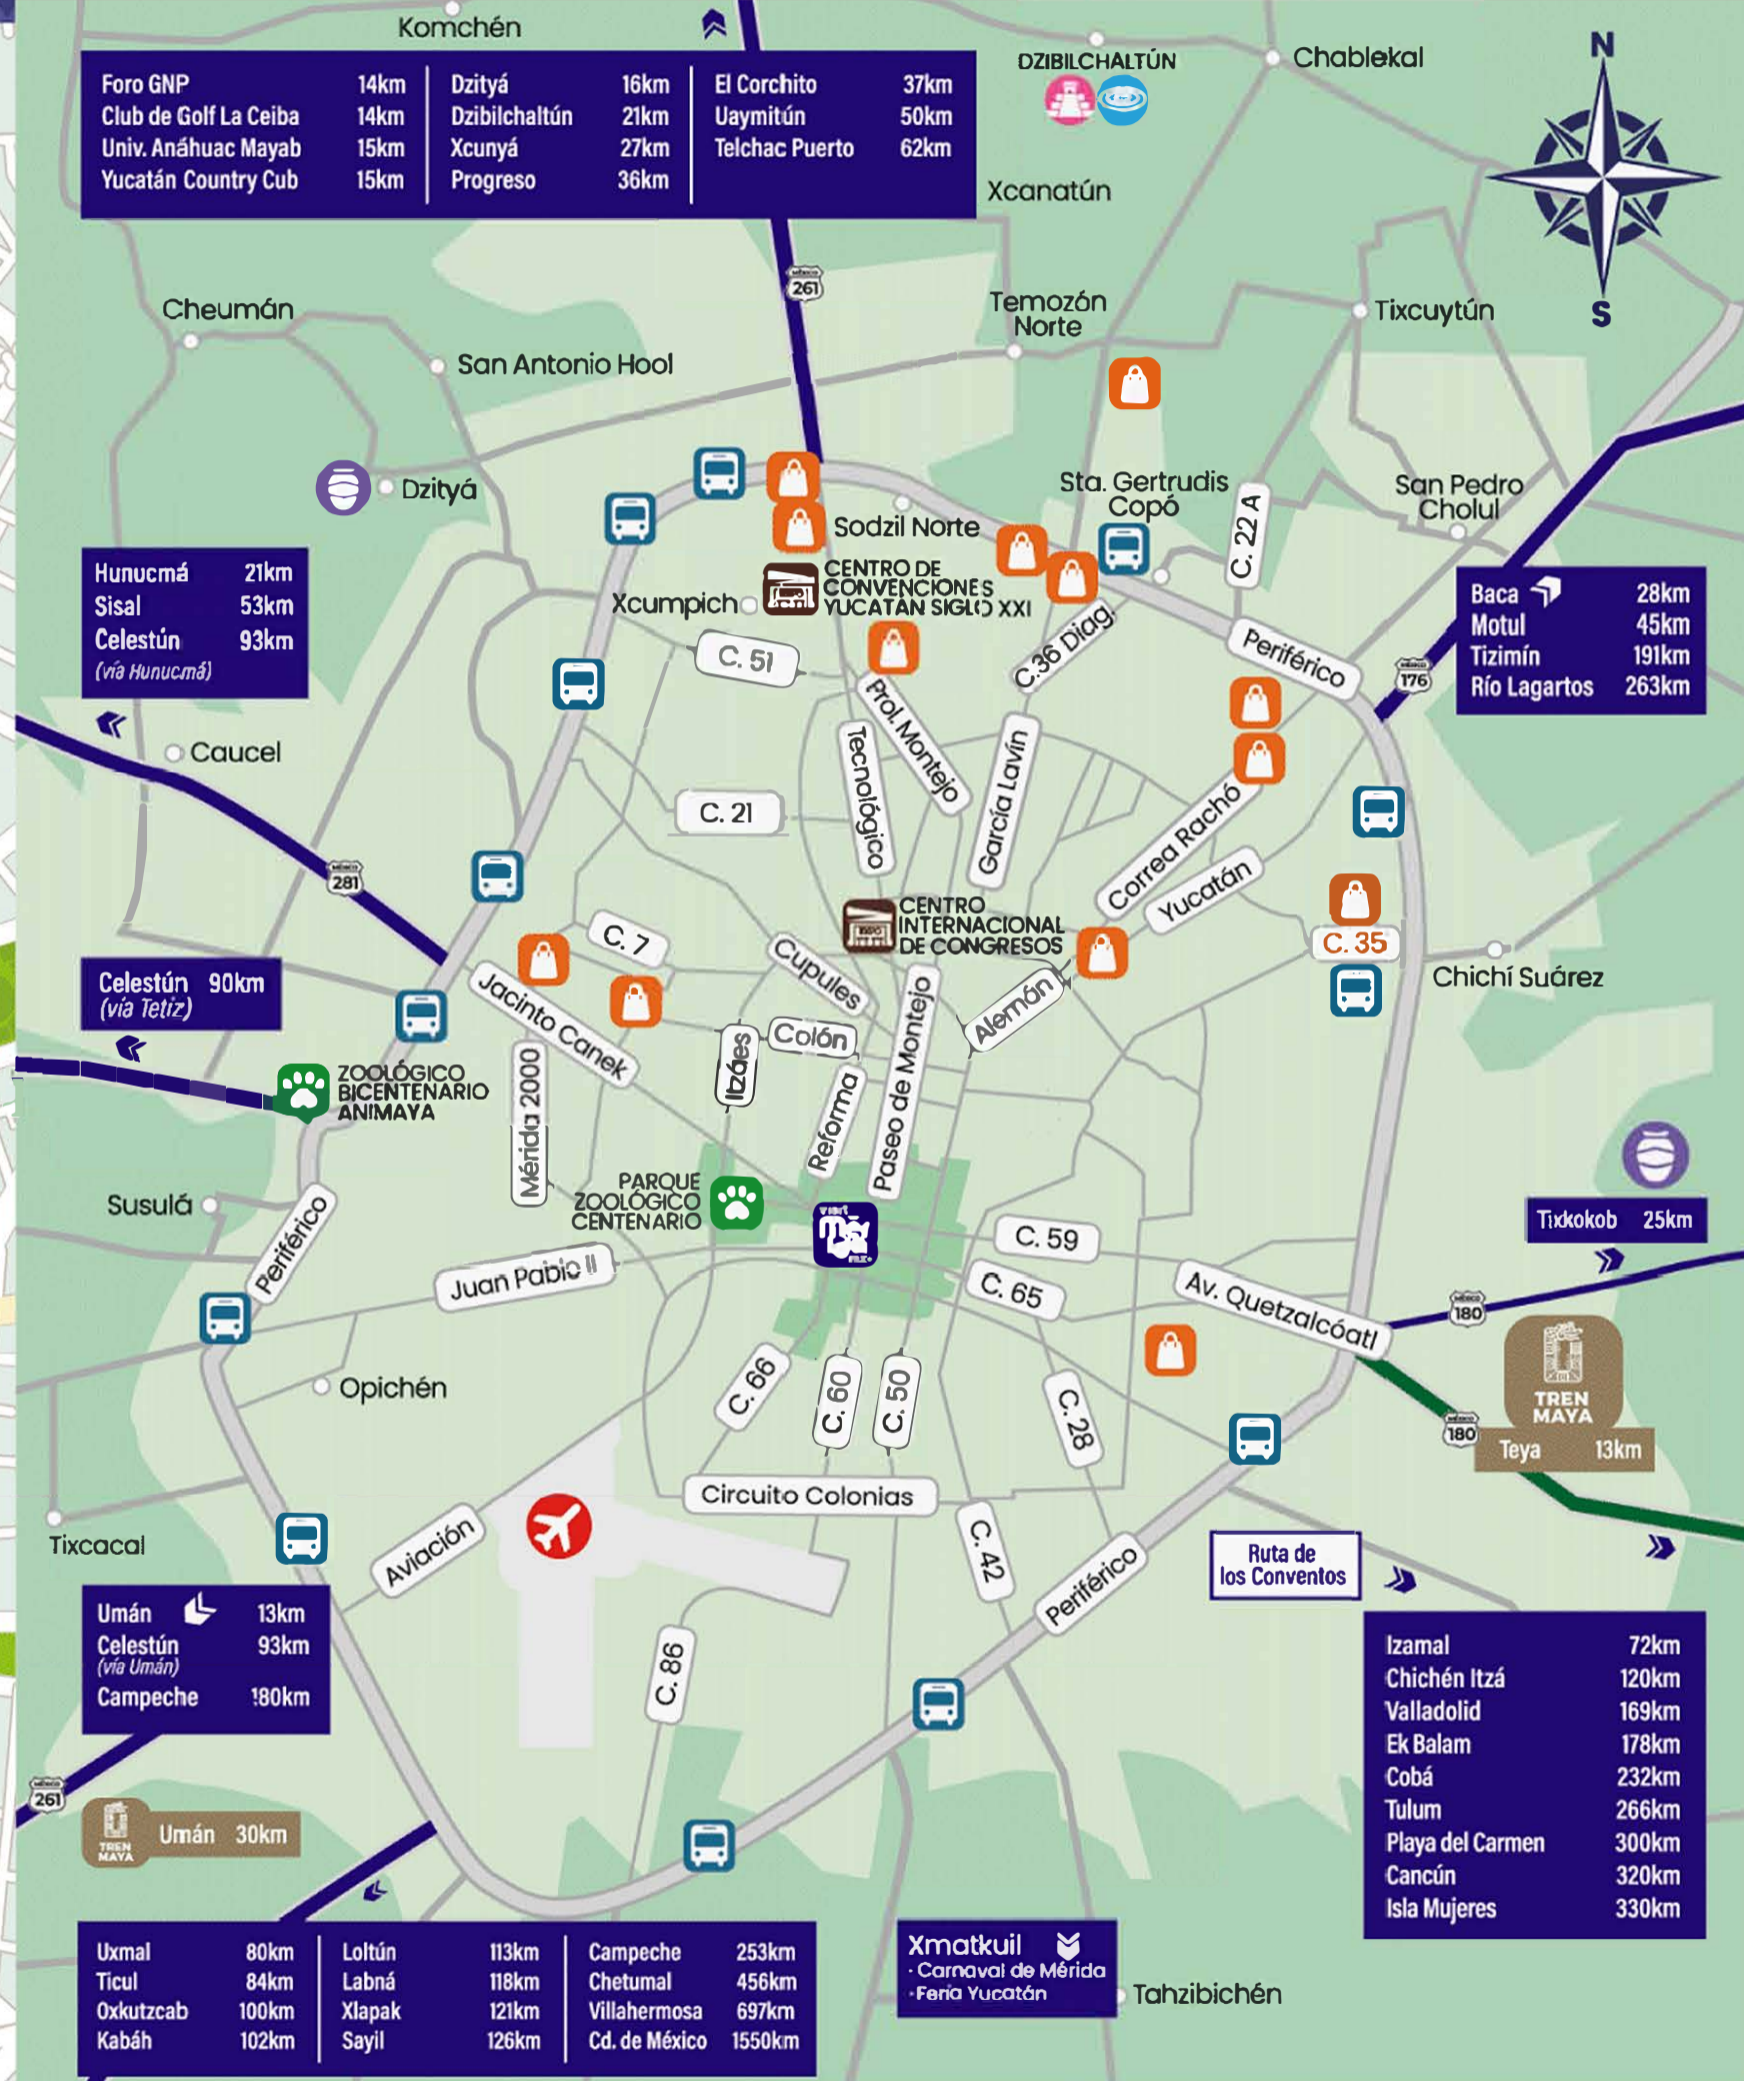 Komchén
DZIBILCHALTÚN
Chablekal
N
S
Foro GNP 14km
Club de Golf La Ceiba 14km
Univ. Anáhuac Mayab 15km
Yucatán Country Cub 15km
Dzityá 16km
Dzibilchaltún 21km
Xcunyá 27km
Progreso 36km
El Corchito 37km
Uaymitún 50km
Telchac Puerto 62km
Xcanatún
MÉXICO
261
Cheumán
Temozón
Norte
Tixcuytún
San Antonio Hool
Dzityá
Sta. Gertrudis
Copó
San Pedro
Cholul
C. 22 A
Sodzil Norte
CENTRO DE
CONVENCIONES
YUCATÁN SIGLO XXI
Xcumpich
Hunucmá 21km
Sisal 53km
Celestún 93km
(vía Hunucmá)
Baca 28km
Motul 45km
Tizimín 191km
Río Lagartos 263km
C. 51
C.36 Diag.
Periférico
MÉXICO
176
Prol. Montejo
Tecnológico
García Lavín
Caucel
C. 21
Correa Rachó
Yucatán
MÉXICO
281
CENTRO
INTERNACIONAL
DE CONGRESOS
C. 7
C. 35
Chichí Suárez
Cupules
Celestún 90km
(vía Tetiz)
Jacinto Canek
Alemán
Colón
Itzáes
Paseo de Montejo
Reforma
Mérida 2000
ZOOLÓGICO
BICENTENARIO
ANIMAYA
PARQUE
ZOOLÓGICO
CENTENARIO
VISIT
Susulá
Periférico
Tixkokob 25km
C. 59
Juan Pablo II
C. 65
Av. Quetzalcóatl
MÉXICO
180
TREN
MAYA
Teya 13km
MÉXICO
180
Opichén
C. 66
C. 60
C. 50
C. 28
Circuito Colonias
Tixcacal
Aviación
C. 42
Periférico
Ruta de
los Conventos
C. 86
Umán 13km
Celestún 93km
(vía Umán)
Campeche 180km
MÉXICO
261
TREN
MAYA
Umán 30km
Izamal 72km
Chichén Itzá 120km
Valladolid 169km
Ek Balam 178km
Cobá 232km
Tulum 266km
Playa del Carmen 300km
Cancún 320km
Isla Mujeres 330km
Uxmal 80km
Ticul 84km
Oxkutzcab 100km
Kabáh 102km
Loltún 113km
Labná 118km
Xlapak 121km
Sayil 126km
Campeche 253km
Chetumal 456km
Villahermosa 697km
Cd. de México 1550km
Xmatkuil
· Carnaval de Mérida
· Feria Yucatán
Tahzibichén